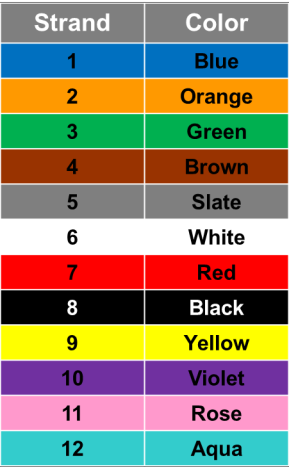 Strand Color
1 Blue
2 Orange
3 Green
4 Brown
5 Slate
6 White
7 Red
8 Black
9 Yellow
10 Violet
11 Rose
12 Aqua